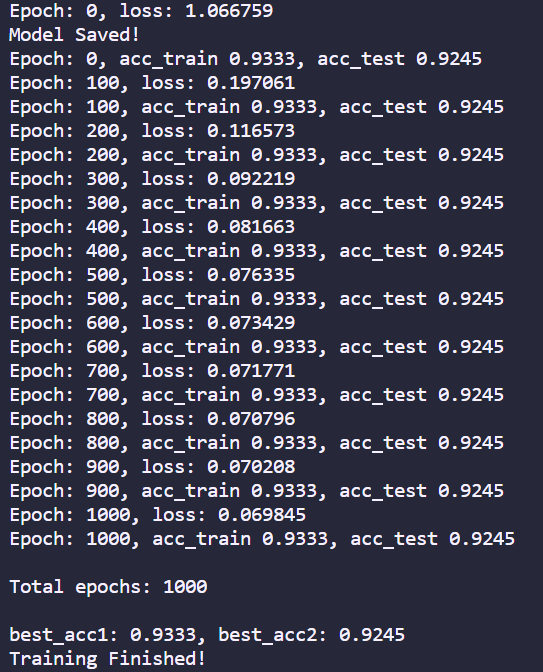 Epoch: 0, loss: 1.066759
Model Saved!
Epoch: 0, acc_train 0.9333, acc_test 0.9245
Epoch: 100, loss: 0.197061
Epoch: 100, acc_train 0.9333, acc_test 0.9245
Epoch: 200, loss: 0.116573
Epoch: 200, acc_train 0.9333, acc_test 0.9245
Epoch: 300, loss: 0.092219
Epoch: 300, acc_train 0.9333, acc_test 0.9245
Epoch: 400, loss: 0.081663
Epoch: 400, acc_train 0.9333, acc_test 0.9245
Epoch: 500, loss: 0.076335
Epoch: 500, acc_train 0.9333, acc_test 0.9245
Epoch: 600, loss: 0.073429
Epoch: 600, acc_train 0.9333, acc_test 0.9245
Epoch: 700, loss: 0.071771
Epoch: 700, acc_train 0.9333, acc_test 0.9245
Epoch: 800, loss: 0.070796
Epoch: 800, acc_train 0.9333, acc_test 0.9245
Epoch: 900, loss: 0.070208
Epoch: 900, acc_train 0.9333, acc_test 0.9245
Epoch: 1000, loss: 0.069845
Epoch: 1000, acc_train 0.9333, acc_test 0.9245
Total epochs: 1000
best_acc1: 0.9333, best_acc2: 0.9245
Training Finished!